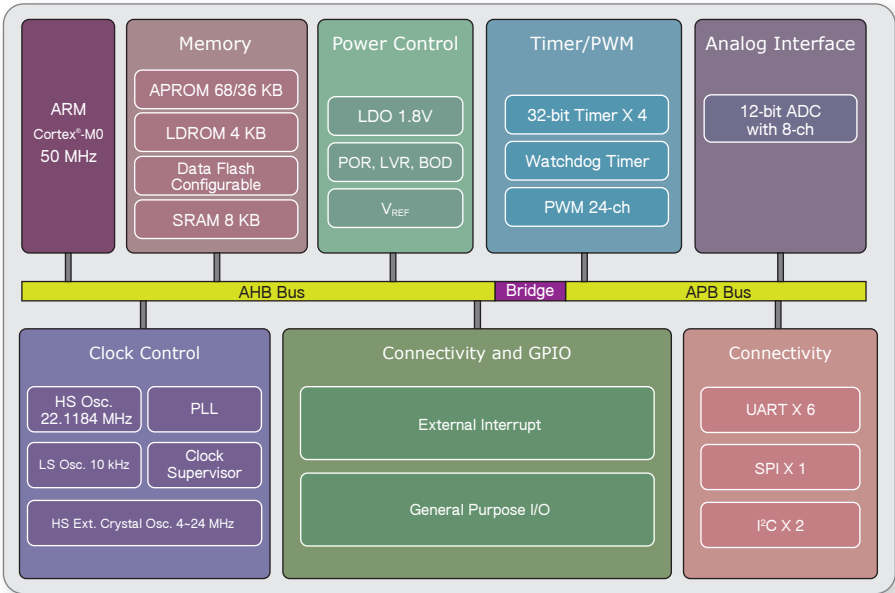 ARM
Cortex®-M0
50 MHz
Memory
APROM 68/36 KB
LDROM 4 KB
Data Flash
Configurable
SRAM 8 KB
Power Control
LDO 1.8V
POR, LVR, BOD
VREF
Timer/PWM
32-bit Timer X 4
Watchdog Timer
PWM 24-ch
Analog Interface
12-bit ADC
with 8-ch
AHB Bus
Bridge
APB Bus
Clock Control
HS Osc.
22.1184 MHz
PLL
LS Osc. 10 kHz
Clock
Supervisor
HS Ext. Crystal Osc. 4~24 MHz
Connectivity and GPIO
External Interrupt
General Purpose I/O
Connectivity
UART X 6
SPI X 1
I²C X 2